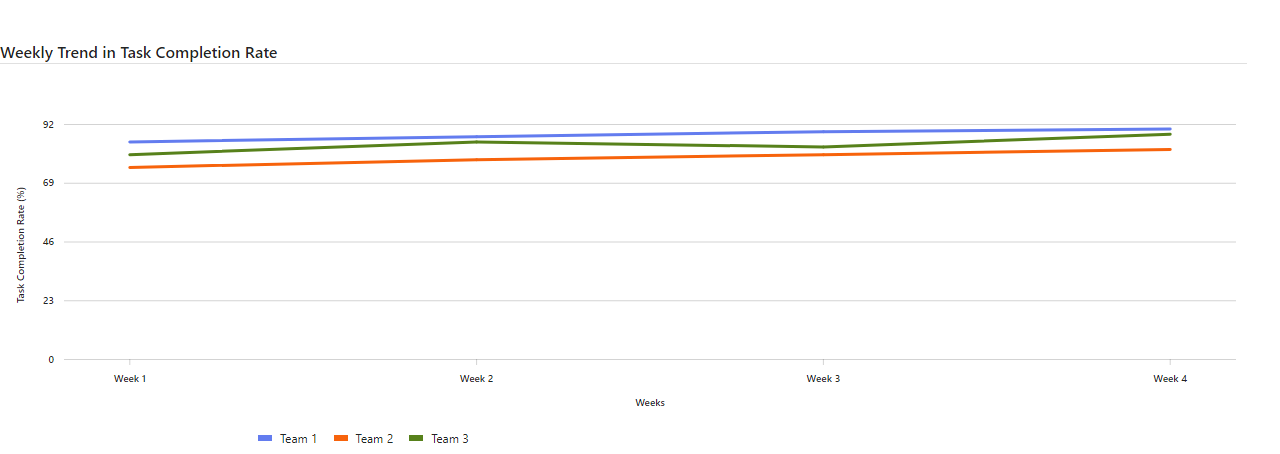 Weekly Trend in Task Completion Rate
92
69
46
23
0
Task Completion Rate (%)
Week 1 Week 2 Week 3 Week 4
Weeks
Team 1 Team 2 Team 3